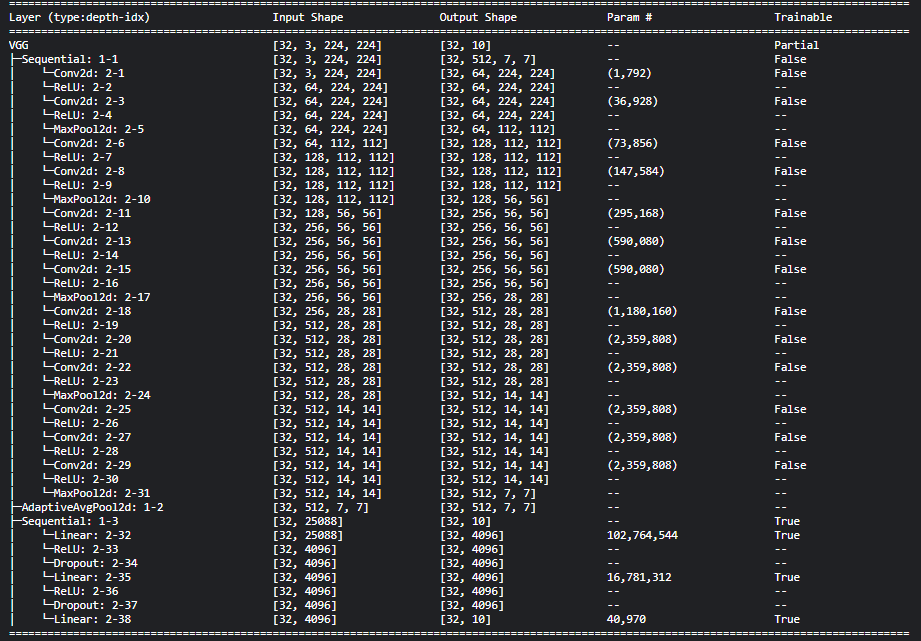 ==========================================================================================================================================
Layer (type:depth-idx)                   Input Shape               Output Shape              Param #                   Trainable
==========================================================================================================================================
VGG                                      [32, 3, 224, 224]         [32, 10]                  --                        Partial
├─Sequential: 1-1                        [32, 3, 224, 224]         [32, 512, 7, 7]           --                        False
│    └─Conv2d: 2-1                       [32, 3, 224, 224]         [32, 64, 224, 224]        (1,792)                   False
│    └─ReLU: 2-2                         [32, 64, 224, 224]        [32, 64, 224, 224]        --                        --
│    └─Conv2d: 2-3                       [32, 64, 224, 224]        [32, 64, 224, 224]        (36,928)                  False
│    └─ReLU: 2-4                         [32, 64, 224, 224]        [32, 64, 224, 224]        --                        --
│    └─MaxPool2d: 2-5                    [32, 64, 224, 224]        [32, 64, 112, 112]        --                        --
│    └─Conv2d: 2-6                       [32, 64, 112, 112]        [32, 128, 112, 112]       (73,856)                  False
│    └─ReLU: 2-7                         [32, 128, 112, 112]       [32, 128, 112, 112]       --                        --
│    └─Conv2d: 2-8                       [32, 128, 112, 112]       [32, 128, 112, 112]       (147,584)                 False
│    └─ReLU: 2-9                         [32, 128, 112, 112]       [32, 128, 112, 112]       --                        --
│    └─MaxPool2d: 2-10                   [32, 128, 112, 112]       [32, 128, 56, 56]         --                        --
│    └─Conv2d: 2-11                      [32, 128, 56, 56]         [32, 256, 56, 56]         (295,168)                 False
│    └─ReLU: 2-12                        [32, 256, 56, 56]         [32, 256, 56, 56]         --                        --
│    └─Conv2d: 2-13                      [32, 256, 56, 56]         [32, 256, 56, 56]         (590,080)                 False
│    └─ReLU: 2-14                        [32, 256, 56, 56]         [32, 256, 56, 56]         --                        --
│    └─Conv2d: 2-15                      [32, 256, 56, 56]         [32, 256, 56, 56]         (590,080)                 False
│    └─ReLU: 2-16                        [32, 256, 56, 56]         [32, 256, 56, 56]         --                        --
│    └─MaxPool2d: 2-17                   [32, 256, 56, 56]         [32, 256, 28, 28]         --                        --
│    └─Conv2d: 2-18                      [32, 256, 28, 28]         [32, 512, 28, 28]         (1,180,160)               False
│    └─ReLU: 2-19                        [32, 512, 28, 28]         [32, 512, 28, 28]         --                        --
│    └─Conv2d: 2-20                      [32, 512, 28, 28]         [32, 512, 28, 28]         (2,359,808)               False
│    └─ReLU: 2-21                        [32, 512, 28, 28]         [32, 512, 28, 28]         --                        --
│    └─Conv2d: 2-22                      [32, 512, 28, 28]         [32, 512, 28, 28]         (2,359,808)               False
│    └─ReLU: 2-23                        [32, 512, 28, 28]         [32, 512, 28, 28]         --                        --
│    └─MaxPool2d: 2-24                   [32, 512, 28, 28]         [32, 512, 14, 14]         --                        --
│    └─Conv2d: 2-25                      [32, 512, 14, 14]         [32, 512, 14, 14]         (2,359,808)               False
│    └─ReLU: 2-26                        [32, 512, 14, 14]         [32, 512, 14, 14]         --                        --
│    └─Conv2d: 2-27                      [32, 512, 14, 14]         [32, 512, 14, 14]         (2,359,808)               False
│    └─ReLU: 2-28                        [32, 512, 14, 14]         [32, 512, 14, 14]         --                        --
│    └─Conv2d: 2-29                      [32, 512, 14, 14]         [32, 512, 14, 14]         (2,359,808)               False
│    └─ReLU: 2-30                        [32, 512, 14, 14]         [32, 512, 14, 14]         --                        --
│    └─MaxPool2d: 2-31                   [32, 512, 14, 14]         [32, 512, 7, 7]           --                        --
├─AdaptiveAvgPool2d: 1-2                 [32, 512, 7, 7]           [32, 512, 7, 7]           --                        --
├─Sequential: 1-3                        [32, 25088]               [32, 10]                  --                        True
│    └─Linear: 2-32                      [32, 25088]               [32, 4096]                102,764,544               True
│    └─ReLU: 2-33                        [32, 4096]                [32, 4096]                --                        --
│    └─Dropout: 2-34                     [32, 4096]                [32, 4096]                --                        --
│    └─Linear: 2-35                      [32, 4096]                [32, 4096]                16,781,312                True
│    └─ReLU: 2-36                        [32, 4096]                [32, 4096]                --                        --
│    └─Dropout: 2-37                     [32, 4096]                [32, 4096]                --                        --
│    └─Linear: 2-38                      [32, 4096]                [32, 10]                  40,970                    True
==========================================================================================================================================